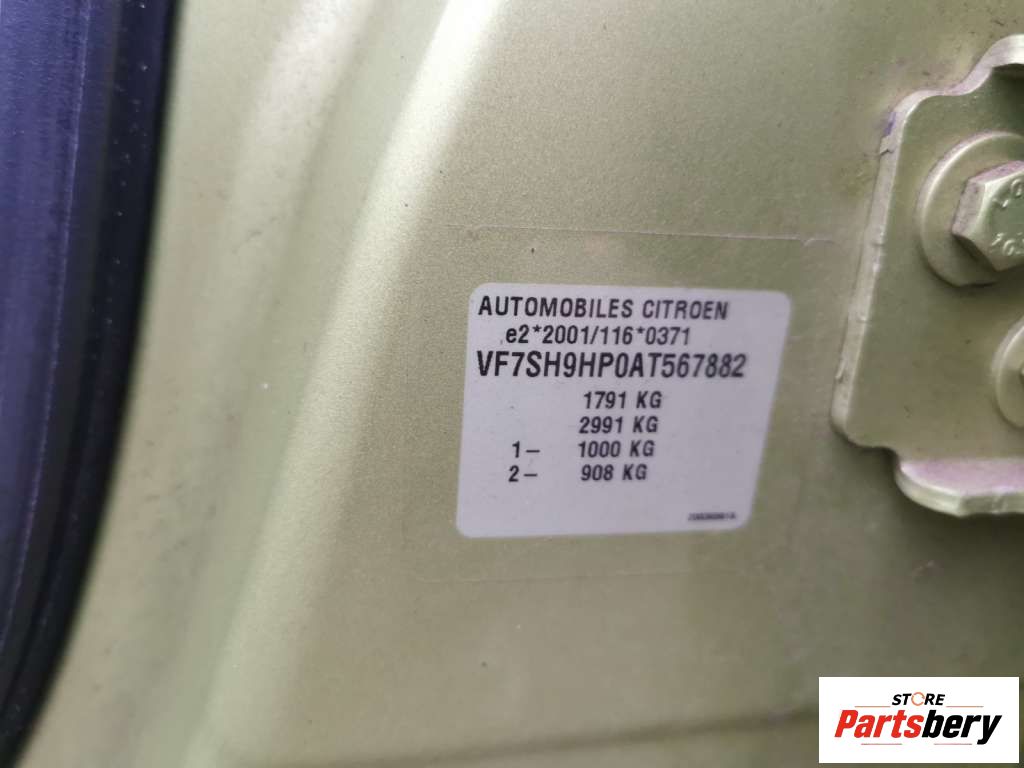 AUTOMOBILES CITROEN
e2*2001/116*0371
VF7SH9HP0AT567882
1791 KG
2991 KG
1– 1000 KG
2– 908 KG
STORE
Partsbery